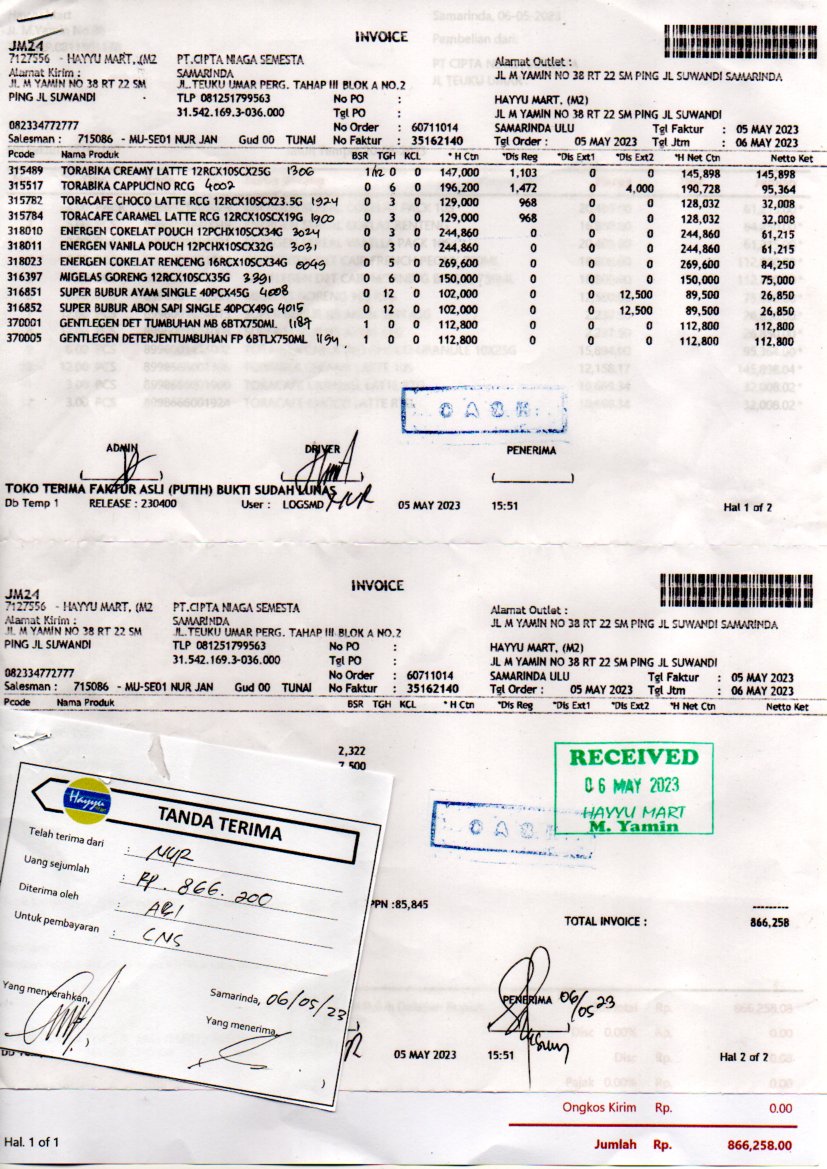 INVOICE
JM24
7127556 - HAYYU MART, (M2 PT.CIPTA NIAGA SEMESTA Alamat Outlet :
Alamat Kirim : SAMARINDA JL M YAMIN NO 38 RT 22 SM PING JL SUWANDI SAMARINDA
JL M YAMIN NO 38 RT 22 SM JL.TEUKU UMAR PERG. TAHAP III BLOK A NO.2
PING JL SUWANDI TLP 081251799563 No PO : HAYYU MART, (M2)
31.542.169.3-036.000 Tgl PO : JL M YAMIN NO 38 RT 22 SM PING JL SUWANDI
082334772777 No Order : 60711014 SAMARINDA ULU Tgl Faktur : 05 MAY 2023
Salesman : 715086 - MU-SE01 NUR JAN Gud 00 TUNAI No Faktur : 35162140 Tgl Order : 05 MAY 2023 Tgl Jtm : 06 MAY 2023
Pcode Nama Produk BSR TGH KCL * H Ctn *Dis Reg *Dis Ext1 *Dis Ext2 *H Net Ctn Netto Ket
315489 TORABIKA CREAMY LATTE 12RCX10SCX25G 1306 1/12 0 0 147,000 1,103 0 0 145,898 145,898
315517 TORABIKA CAPPUCINO RCG 4002 0 6 0 196,200 1,472 0 4,000 190,728 95,364
315782 TORACAFE CHOCO LATTE RCG 12RCX10SCX23.5G 1924 0 3 0 129,000 968 0 0 128,032 32,008
315784 TORACAFE CARAMEL LATTE RCG 12RCX10SCX19G 1900 0 3 0 129,000 968 0 0 128,032 32,008
318010 ENERGEN COKELAT POUCH 12PCHX10SCX34G 3024 0 3 0 244,860 0 0 0 244,860 61,215
318011 ENERGEN VANILA POUCH 12PCHX10SCX32G 3031 0 3 0 244,860 0 0 0 244,860 61,215
318023 ENERGEN COKELAT RENCENG 16RCX10SCX34G 0049 0 5 0 269,600 0 0 0 269,600 84,250
316397 MIGELAS GORENG 12RCX10SCX35G 3391 0 6 0 150,000 0 0 0 150,000 75,000
316851 SUPER BUBUR AYAM SINGLE 40PCX45G 4008 0 12 0 102,000 0 0 12,500 89,500 26,850
316852 SUPER BUBUR ABON SAPI SINGLE 40PCX49G 4015 0 12 0 102,000 0 0 12,500 89,500 26,850
370001 GENTLEGEN DET TUMBUHAN MB 6BTX750ML 1187 1 0 0 112,800 0 0 0 112,800 112,800
370005 GENTLEGEN DETERJENTUMBUHAN FP 6BTLX750ML 1194 1 0 0 112,800 0 0 0 112,800 112,800
CASH
ADMIN DRIVER PENERIMA
TOKO TERIMA FAKTUR ASLI (PUTIH) BUKTI SUDAH LUNAS
NUR
Db Temp 1 RELEASE : 230400 User : LOGSMD 05 MAY 2023 15:51 Hal 1 of 2
INVOICE
JM24
7127556 - HAYYU MART, (M2 PT.CIPTA NIAGA SEMESTA Alamat Outlet :
Alamat Kirim : SAMARINDA JL M YAMIN NO 38 RT 22 SM PING JL SUWANDI SAMARINDA
JL M YAMIN NO 38 RT 22 SM JL.TEUKU UMAR PERG. TAHAP III BLOK A NO.2
PING JL SUWANDI TLP 081251799563 No PO : HAYYU MART, (M2)
31.542.169.3-036.000 Tgl PO : JL M YAMIN NO 38 RT 22 SM PING JL SUWANDI
082334772777 No Order : 60711014 SAMARINDA ULU Tgl Faktur : 05 MAY 2023
Salesman : 715086 - MU-SE01 NUR JAN Gud 00 TUNAI No Faktur : 35162140 Tgl Order : 05 MAY 2023 Tgl Jtm : 06 MAY 2023
Pcode Nama Produk BSR TGH KCL * H Ctn *Dis Reg *Dis Ext1 *Dis Ext2 *H Net Ctn Netto Ket
2,322
7,500
RECEIVED
06 MAY 2023
HAYYU MART
M. Yamin
CASH
Hayyu
TANDA TERIMA
Telah terima dari : NUR
Uang sejumlah : Rp. 866.200
Diterima oleh : ABI
Untuk pembayaran : CNS
Samarinda, 06/05/23
Yang menyerahkan, Yang menerima,
PPN :85,845
TOTAL INVOICE : 866,258
PENERIMA 06/05 23
05 MAY 2023 15:51 Hal 2 of 2
Ongkos Kirim Rp. 0.00
Hal. 1 of 1
Jumlah Rp. 866,258.00